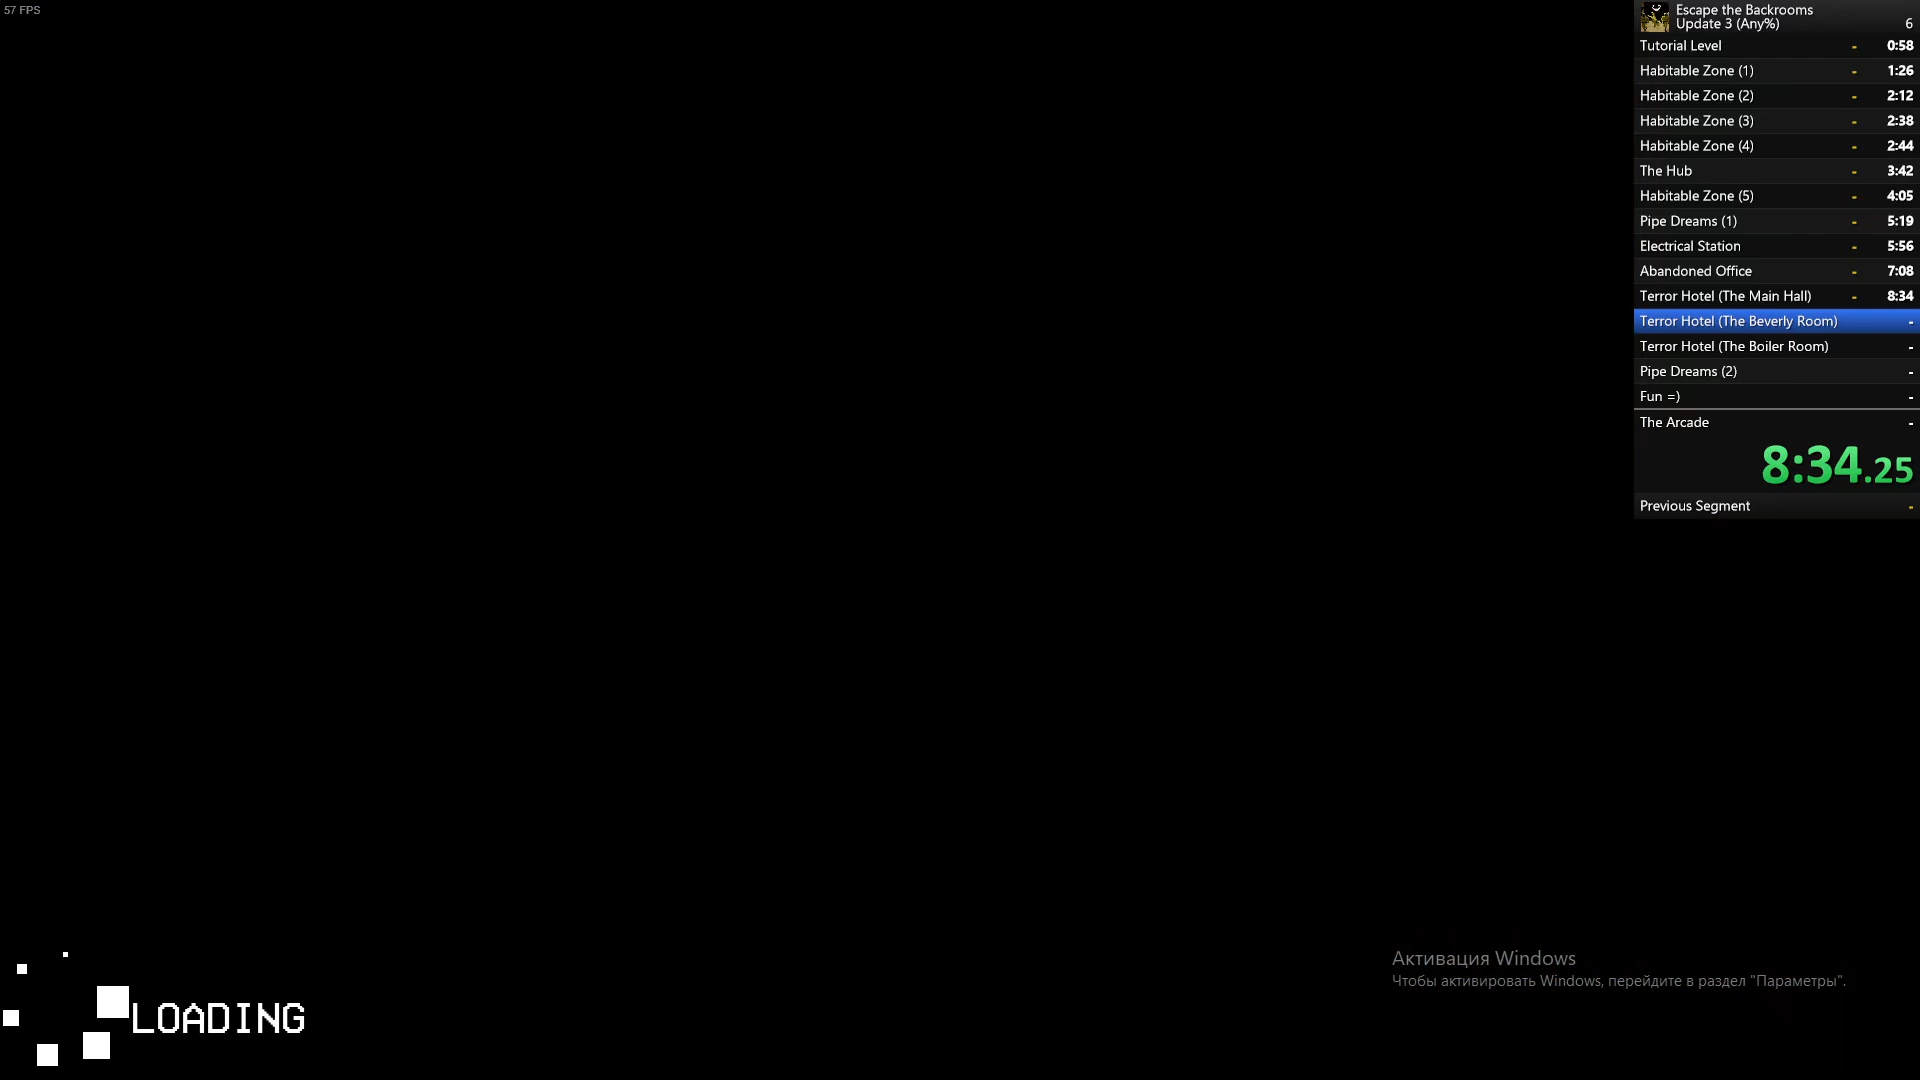 57 FPS
Escape the Backrooms
Update 3 (Any%) 6
Tutorial Level - 0:58
Habitable Zone (1) - 1:26
Habitable Zone (2) - 2:12
Habitable Zone (3) - 2:38
Habitable Zone (4) - 2:44
The Hub - 3:42
Habitable Zone (5) - 4:05
Pipe Dreams (1) - 5:19
Electrical Station - 5:56
Abandoned Office - 7:08
Terror Hotel (The Main Hall) - 8:34
Terror Hotel (The Beverly Room) -
Terror Hotel (The Boiler Room) -
Pipe Dreams (2) -
Fun =) -
The Arcade -
8:34.25
Previous Segment -
Активация Windows
Чтобы активировать Windows, перейдите в раздел "Параметры".
LOADING